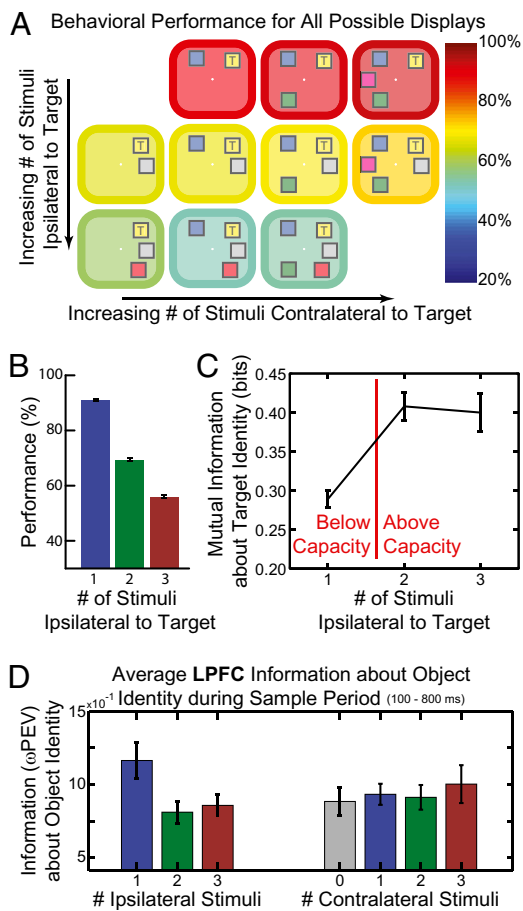 A
Behavioral Performance for All Possible Displays
Increasing # of Stimuli
Ipsilateral to Target
T T T
T T T T
T T T
100%
80%
60%
40%
20%
Increasing # of Stimuli Contralateral to Target
B
Performance (%)
100
80
60
40
1 2 3
# of Stimuli
Ipsilateral to Target
C
Mutual Information
about Target Identity (bits)
0.45
0.40
0.30
0.20
Below
Capacity
Above
Capacity
1 2 3
# of Stimuli
Ipsilateral to Target
D
Average LPFC Information about Object
Identity during Sample Period (100 - 800 ms)
Information (ωPEV)
about Object Identity
x10⁻¹
15
10
5
1 2 3
# Ipsilateral Stimuli
0 1 2 3
# Contralateral Stimuli